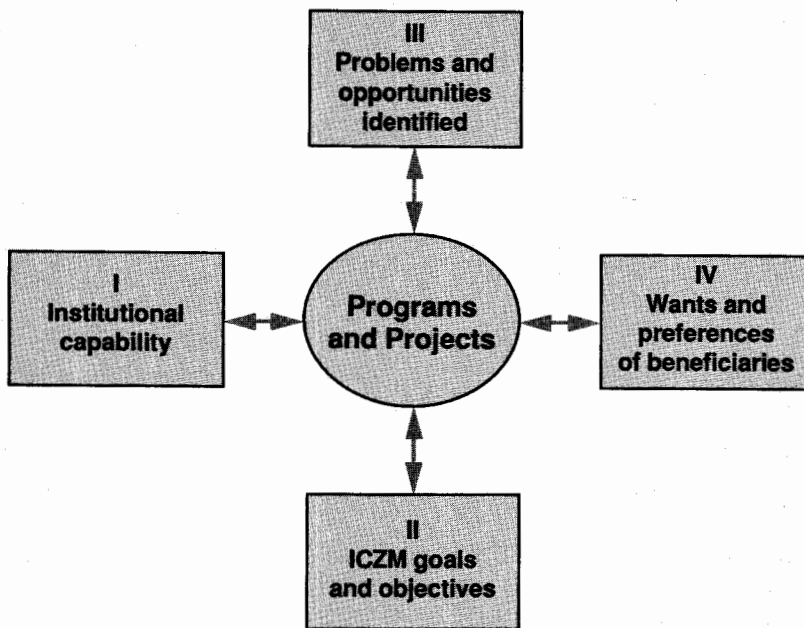 III
Problems and
opportunities
identified
I
Institutional
capability
Programs
and Projects
IV
Wants and
preferences
of beneficiaries
II
ICZM goals
and objectives